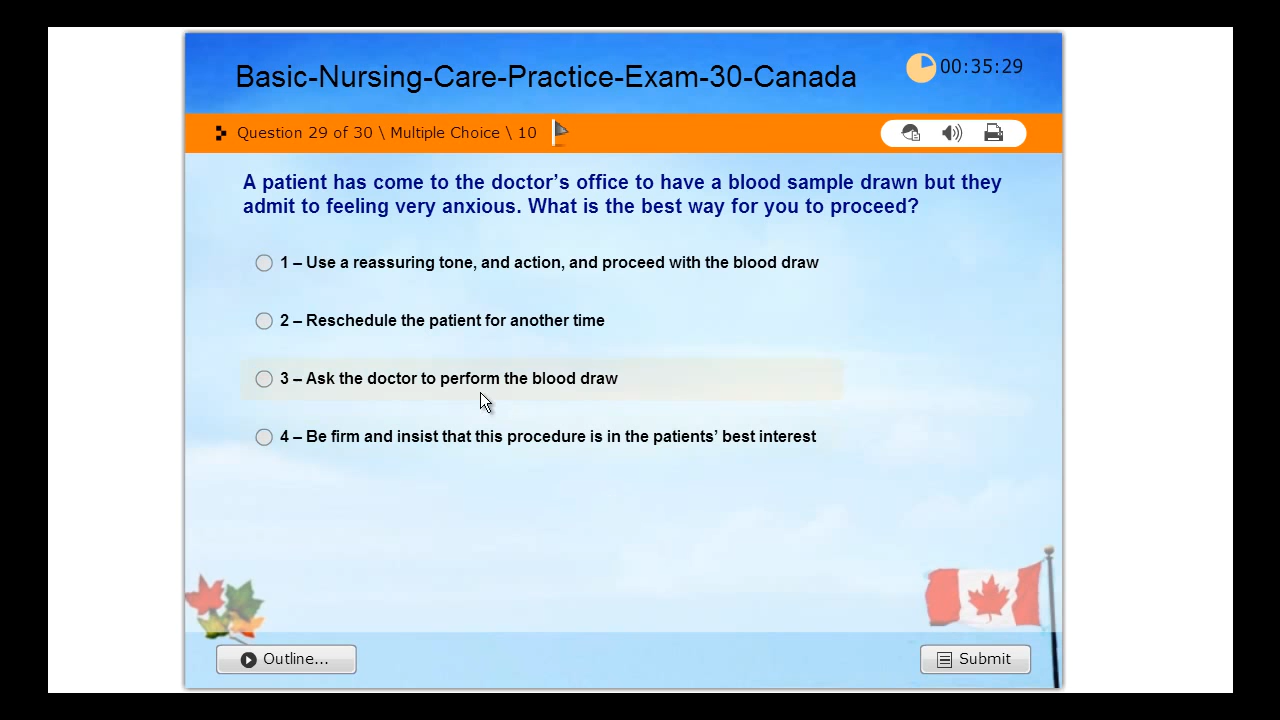 Basic-Nursing-Care-Practice-Exam-30-Canada
00:35:29
Question 29 of 30 \ Multiple Choice \ 10
A patient has come to the doctor’s office to have a blood sample drawn but they
admit to feeling very anxious. What is the best way for you to proceed?
1 – Use a reassuring tone, and action, and proceed with the blood draw
2 – Reschedule the patient for another time
3 – Ask the doctor to perform the blood draw
4 – Be firm and insist that this procedure is in the patients’ best interest
Outline...
Submit